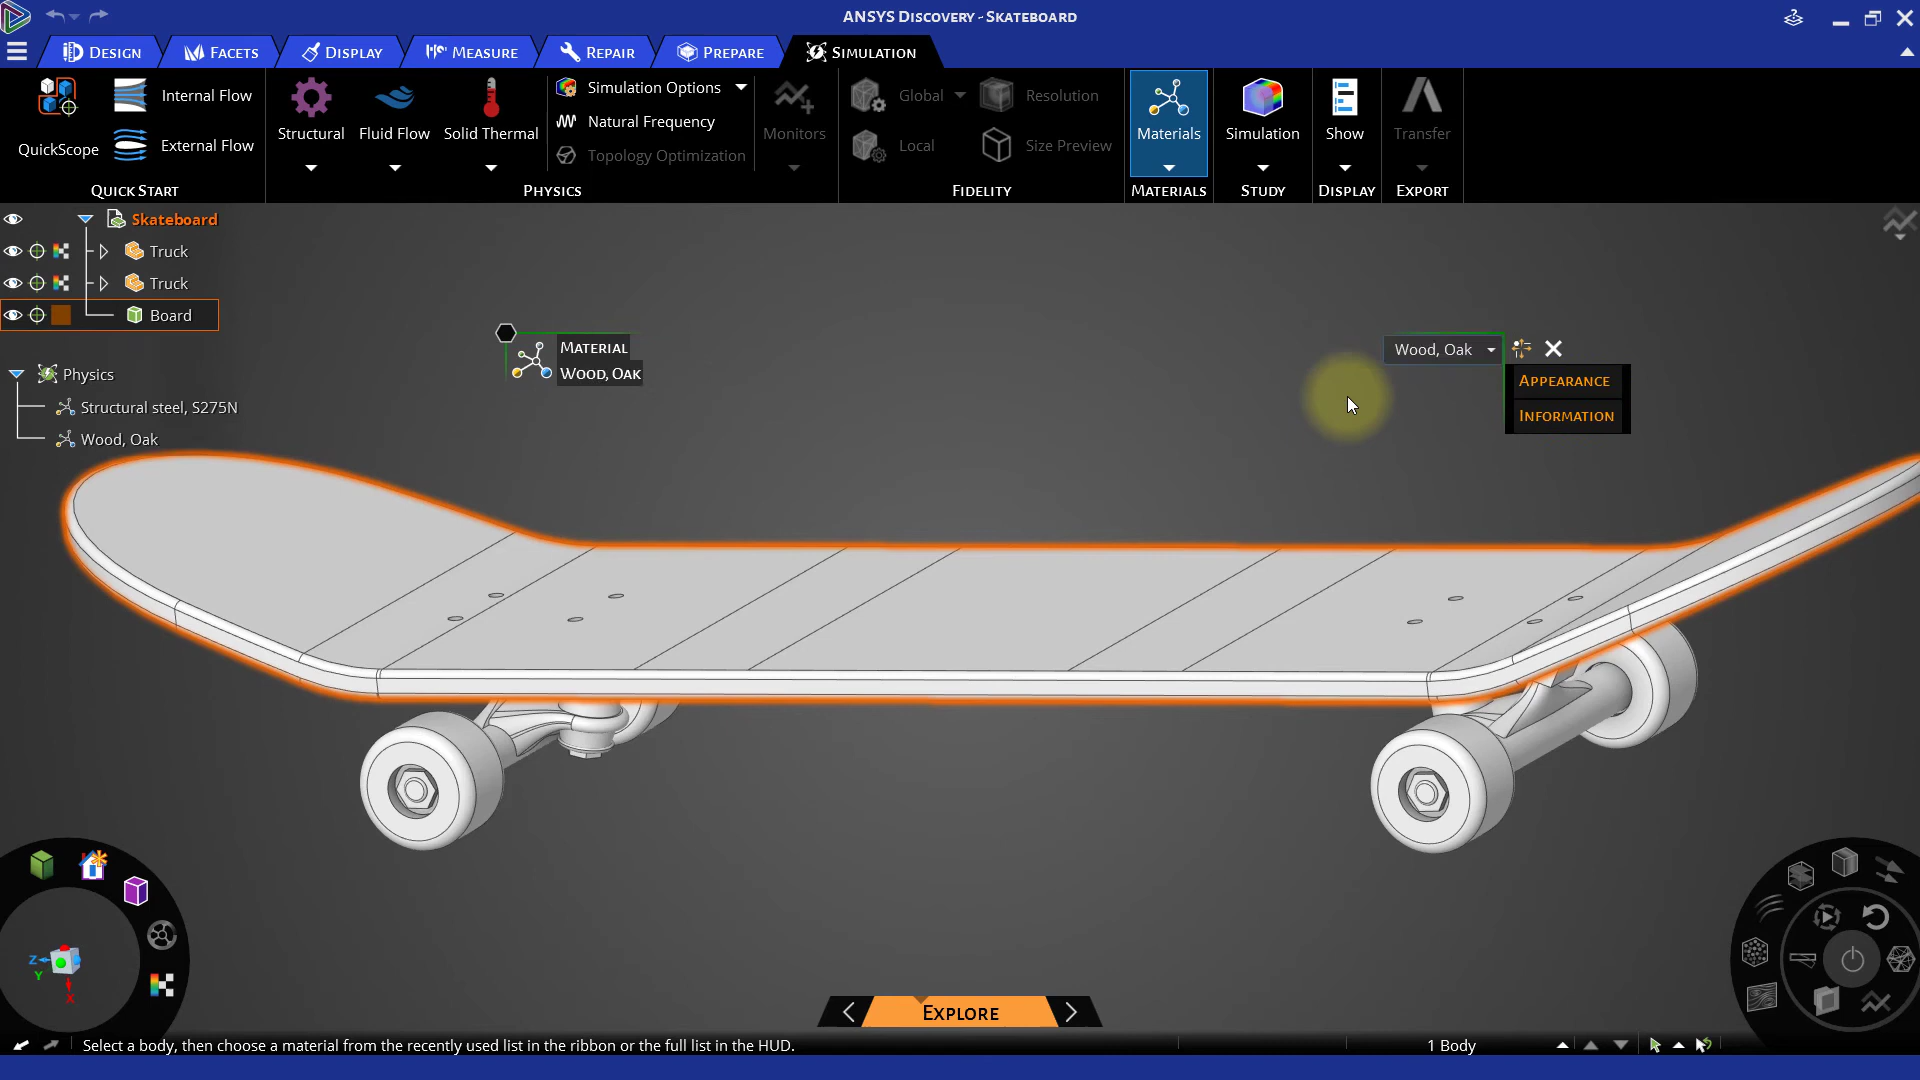 ANSYS Discovery - Skateboard
Design
Facets
Display
Measure
Repair
Prepare
Simulation
QuickScope
Internal Flow
External Flow
Quick Start
Structural
Fluid Flow
Solid Thermal
Simulation Options
Natural Frequency
Topology Optimization
Physics
Monitors
Global
Local
Resolution
Size Preview
Fidelity
Materials
Materials
Simulation
Study
Show
Display
Transfer
Export
Skateboard
Truck
Truck
Board
Physics
Structural steel, S275N
Wood, Oak
Material
Wood, Oak
Wood, Oak
Appearance
Information
Z
Y
X
Explore
Select a body, then choose a material from the recently used list in the ribbon or the full list in the HUD.
1 Body